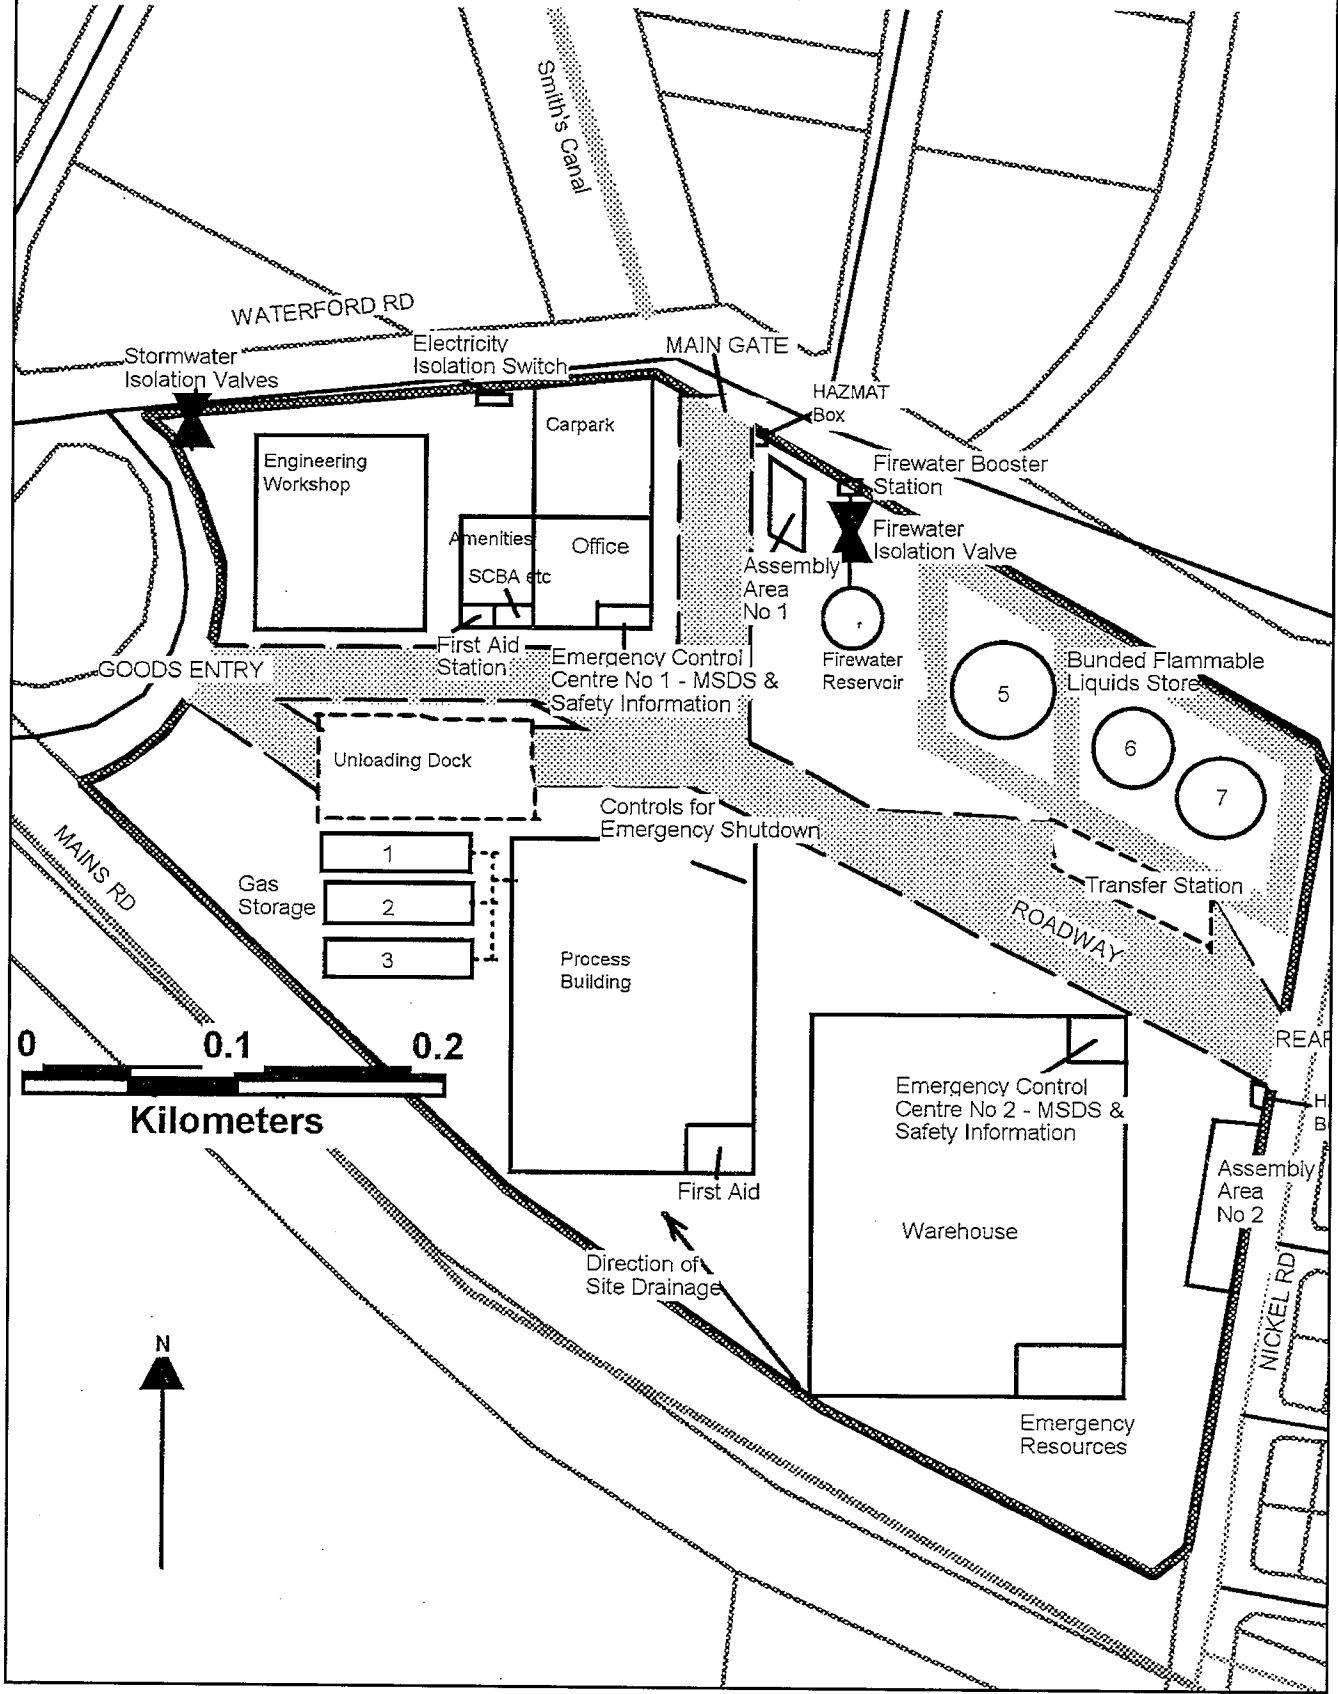 Smith's Canal
WATERFORD RD
Stormwater
Isolation Valves
Electricity
Isolation Switch
MAIN GATE
HAZMAT
Box
Carpark
Engineering
Workshop
Firewater Booster
Station
Amenities
Office
Firewater
Isolation Valve
SCBA etc
Assembly
Area
No 1
First Aid
Station
GOODS ENTRY
Emergency Control
Centre No 1 - MSDS &
Safety Information
Firewater
Reservoir
Bunded Flammable
Liquids Store
5
6
7
Unloading Dock
Controls for
Emergency Shutdown
MAINS RD
1
Gas
Storage
2
3
Transfer Station
ROADWAY
Process
Building
0 0.1 0.2
Kilometers
REAR
Emergency Control
Centre No 2 - MSDS &
Safety Information
H
B
First Aid
Assembly
Area
No 2
Warehouse
Direction of
Site Drainage
NICKEL RD
N
Emergency
Resources